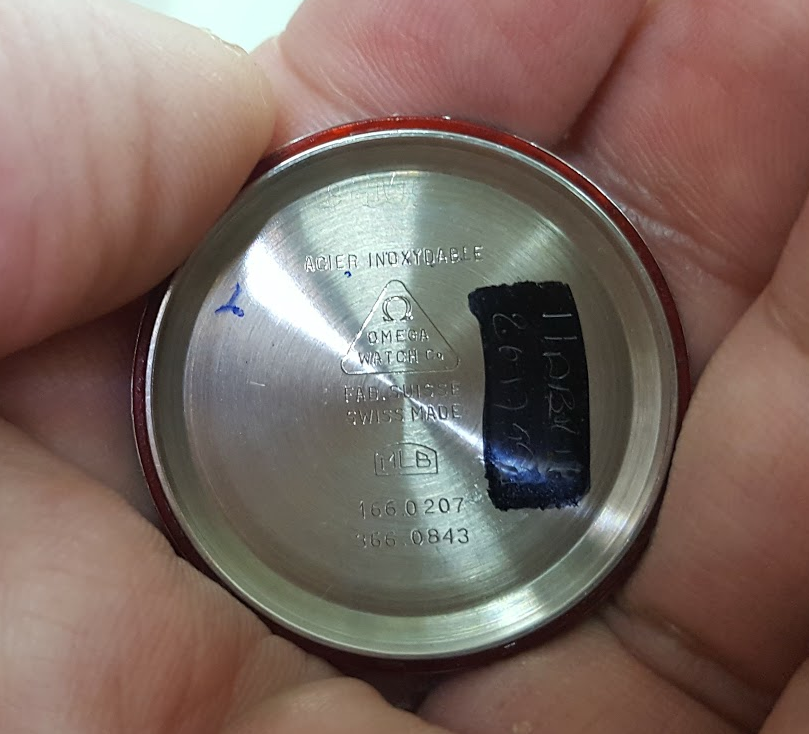 ACIER INOXYDABLE
Ω
OMEGA
WATCH Co
FAB. SUISSE
SWISS MADE
MLB
166.0207
366.0843